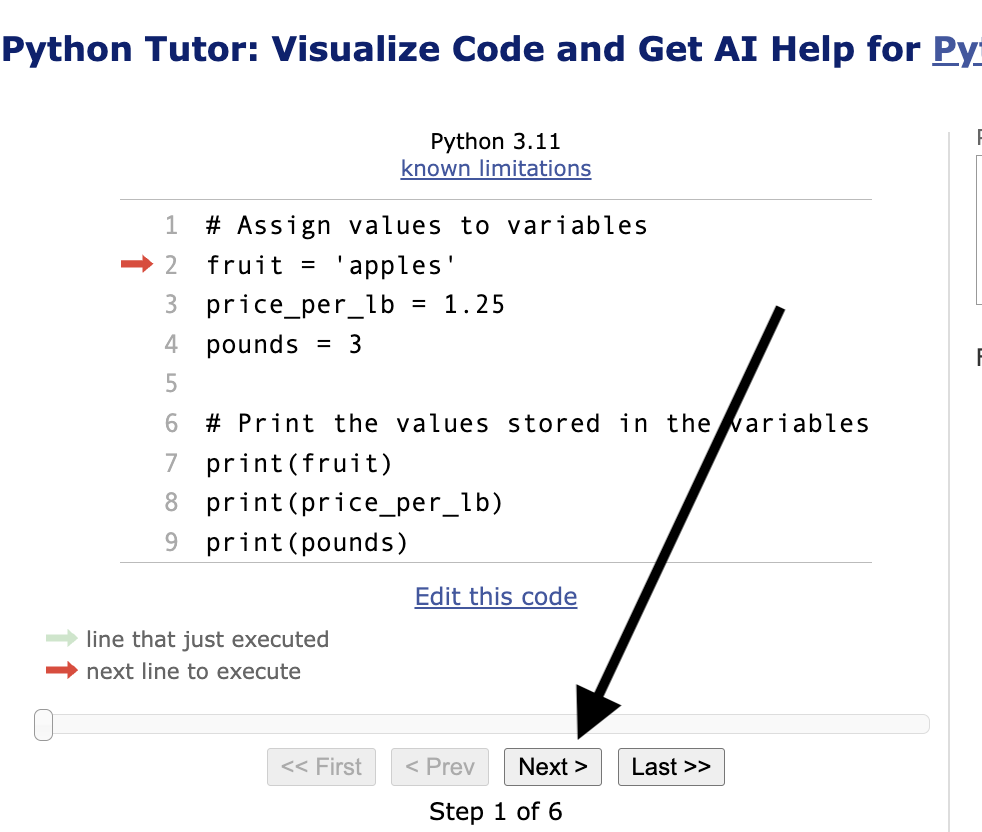 Python Tutor: Visualize Code and Get AI Help for
Python 3.11
known limitations
1 # Assign values to variables
2 fruit = 'apples'
3 price_per_lb = 1.25
4 pounds = 3
5
6 # Print the values stored in the variables
7 print(fruit)
8 print(price_per_lb)
9 print(pounds)
Edit this code
line that just executed
next line to execute
<< First < Prev Next > Last >>
Step 1 of 6